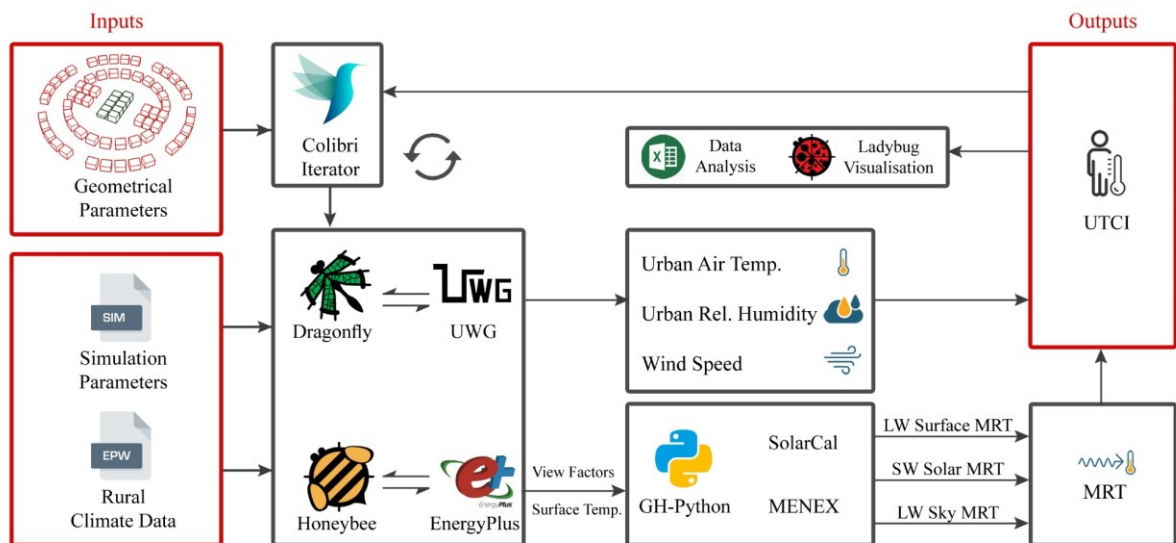 Inputs
Outputs
Geometrical
Parameters
Colibri
Iterator
X
Data
Analysis
Ladybug
Visualisation
UTCI
SIM
Simulation
Parameters
EPW
Rural
Climate Data
Dragonfly
UWG
UWG
Honeybee
e+
EnergyPlus
EnergyPlus
Urban Air Temp.
Urban Rel. Humidity
Wind Speed
View Factors
Surface Temp.
GH-Python
SolarCal
MENEX
LW Surface MRT
SW Solar MRT
LW Sky MRT
MRT